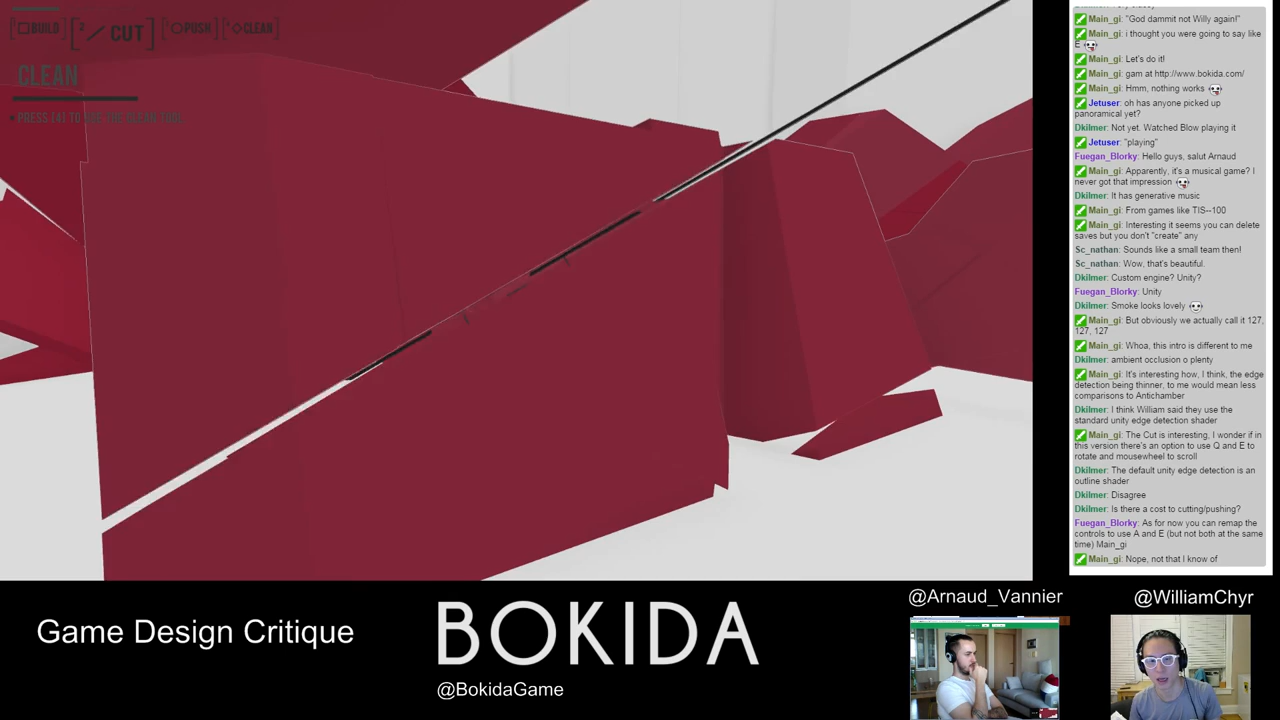 [1 BUILD] [2 CUT] [3 PUSH] [4 CLEAN]
CLEAN
PRESS [4] TO USE THE CLEAN TOOL
Main_gi: "God dammit not Willy again!"
Main_gi: i thought you were going to say like
E
Main_gi: Let's do it!
Main_gi: gam at http://www.bokida.com/
Main_gi: Hmm, nothing works
Jetuser: oh has anyone picked up
panoramical yet?
Dkilmer: Not yet. Watched Blow playing it
Jetuser: "playing"
Fuegan_Blorky: Hello guys, salut Arnaud
Main_gi: Apparently, it's a musical game? I
never got that impression
Dkilmer: It has generative music
Main_gi: From games like TIS--100
Main_gi: Interesting it seems you can delete
saves but you don't "create" any
Sc_nathan: Sounds like a small team then!
Sc_nathan: Wow, that's beautiful.
Dkilmer: Custom engine? Unity?
Fuegan_Blorky: Unity
Dkilmer: Smoke looks lovely
Main_gi: But obviously we actually call it 127,
127, 127
Main_gi: Whoa, this intro is different to me
Dkilmer: ambient occlusion o plenty
Main_gi: It's interesting how, I think, the edge
detection being thinner, to me would mean less
comparisons to Antichamber
Dkilmer: I think William said they use the
standard unity edge detection shader
Main_gi: The Cut is interesting, I wonder if in
this version there's an option to use Q and E to
rotate and mousewheel to scroll
Dkilmer: The default unity edge detection is an
outline shader
Dkilmer: Disagree
Dkilmer: Is there a cost to cutting/pushing?
Fuegan_Blorky: As for now you can remap the
controls to use A and E (but not both at the same
time) Main_gi
Main_gi: Nope, not that I know of
Game Design Critique
BOKIDA
@BokidaGame
@Arnaud_Vannier
@WilliamChyr